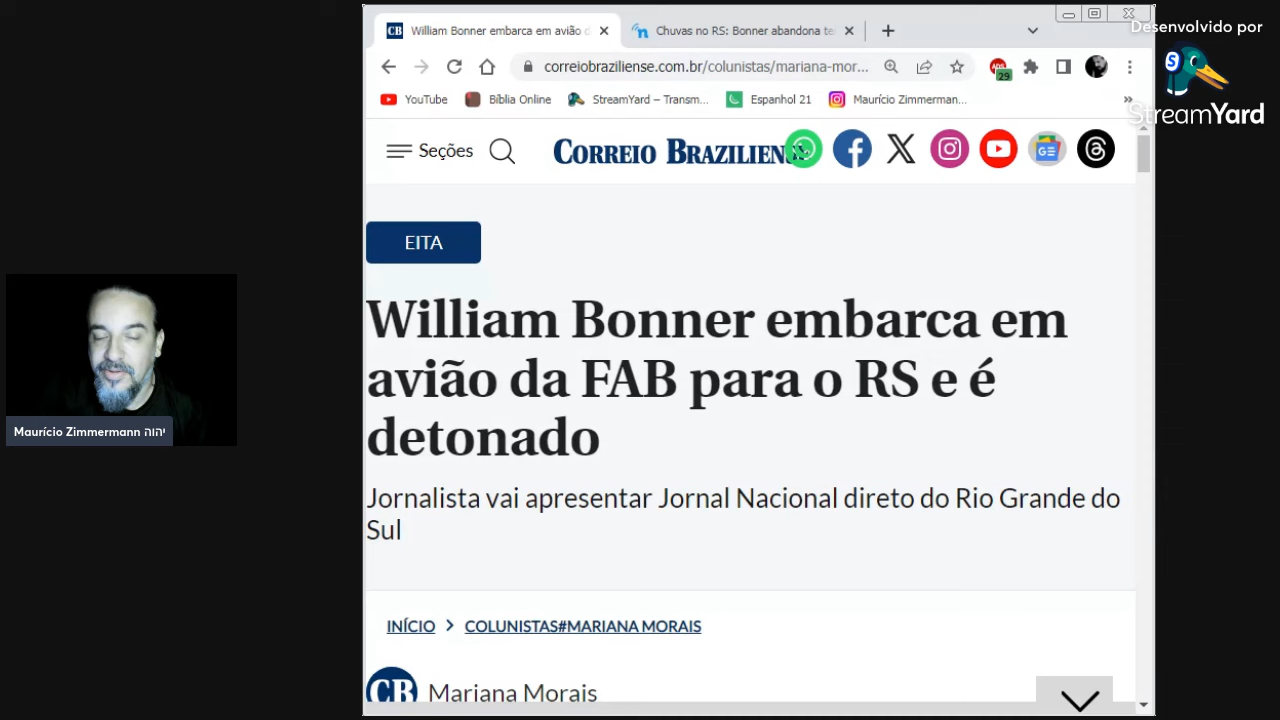 William Bonner embarca em avião d
Chuvas no RS: Bonner abandona te
Desenvolvido por
StreamYard
correiobraziliense.com.br/colunistas/mariana-mor...
ADS
29
YouTube
Bíblia Online
StreamYard – Transm...
Espanhol 21
Maurício Zimmerman...
»
Seções
CORREIO BRAZILIENS
EITA
William Bonner embarca em
avião da FAB para o RS e é
detonado
Jornalista vai apresentar Jornal Nacional direto do Rio Grande do
Sul
INÍCIO > COLUNISTAS#MARIANA MORAIS
CB
Mariana Morais
Maurício Zimmermann יהוה